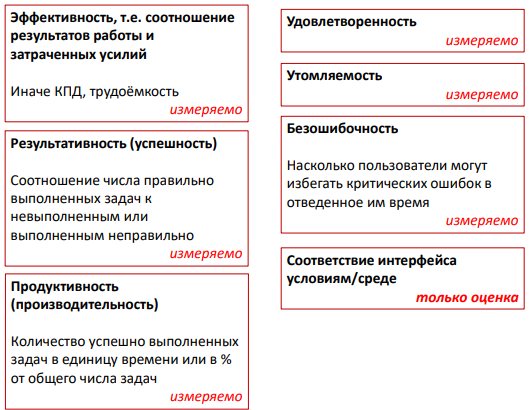 Эффективность, т.е. соотношение
результатов работы и
затраченных усилий
Иначе КПД, трудоёмкость
измеряемо
Результативность (успешность)
Соотношение числа правильно
выполненных задач к
невыполненным или
выполненным неправильно
измеряемо
Продуктивность
(производительность)
Количество успешно выполненных
задач в единицу времени или в %
от общего числа задач
измеряемо
Удовлетворенность
измеряемо
Утомляемость
измеряемо
Безошибочность
Насколько пользователи могут
избегать критических ошибок в
отведенное им время
измеряемо
Соответствие интерфейса
условиям/среде
только оценка